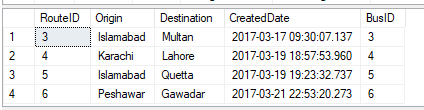 RouteID Origin Destination CreatedDate BusID
1 3 Islamabad Multan 2017-03-17 09:30:07.137 3
2 4 Karachi Lahore 2017-03-19 18:57:53.960 4
3 5 Islamabad Quetta 2017-03-19 19:23:32.737 5
4 6 Peshawar Gawadar 2017-03-21 22:53:20.273 6